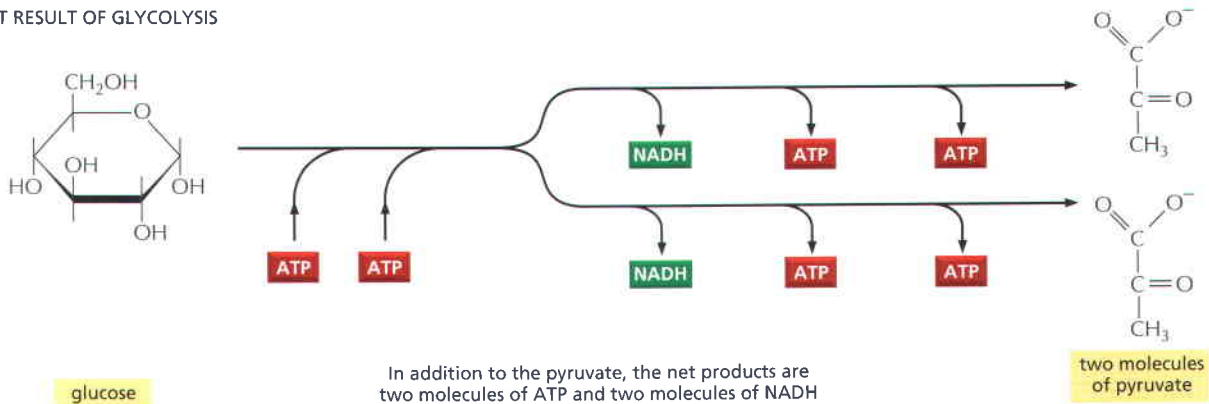 T RESULT OF GLYCOLYSIS
CH₂OH
O
OH
HO
OH
OH
ATP
ATP
NADH
ATP
ATP
NADH
ATP
ATP
O
O⁻
C
C=O
CH₃
O
O⁻
C
C=O
CH₃
glucose
In addition to the pyruvate, the net products are
two molecules of ATP and two molecules of NADH
two molecules
of pyruvate